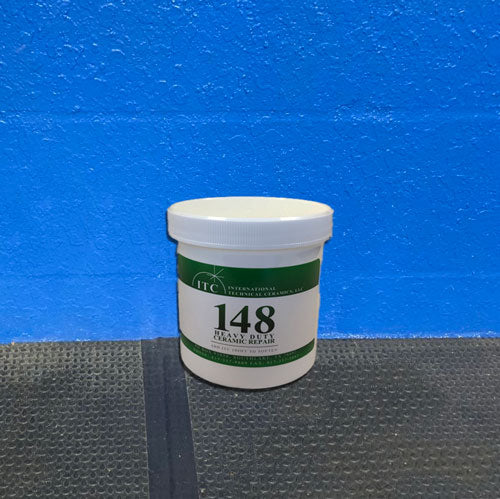 ITC
INTERNATIONAL
TECHNICAL CERAMICS, LLC
148
HEAVY DUTY
CERAMIC REPAIR